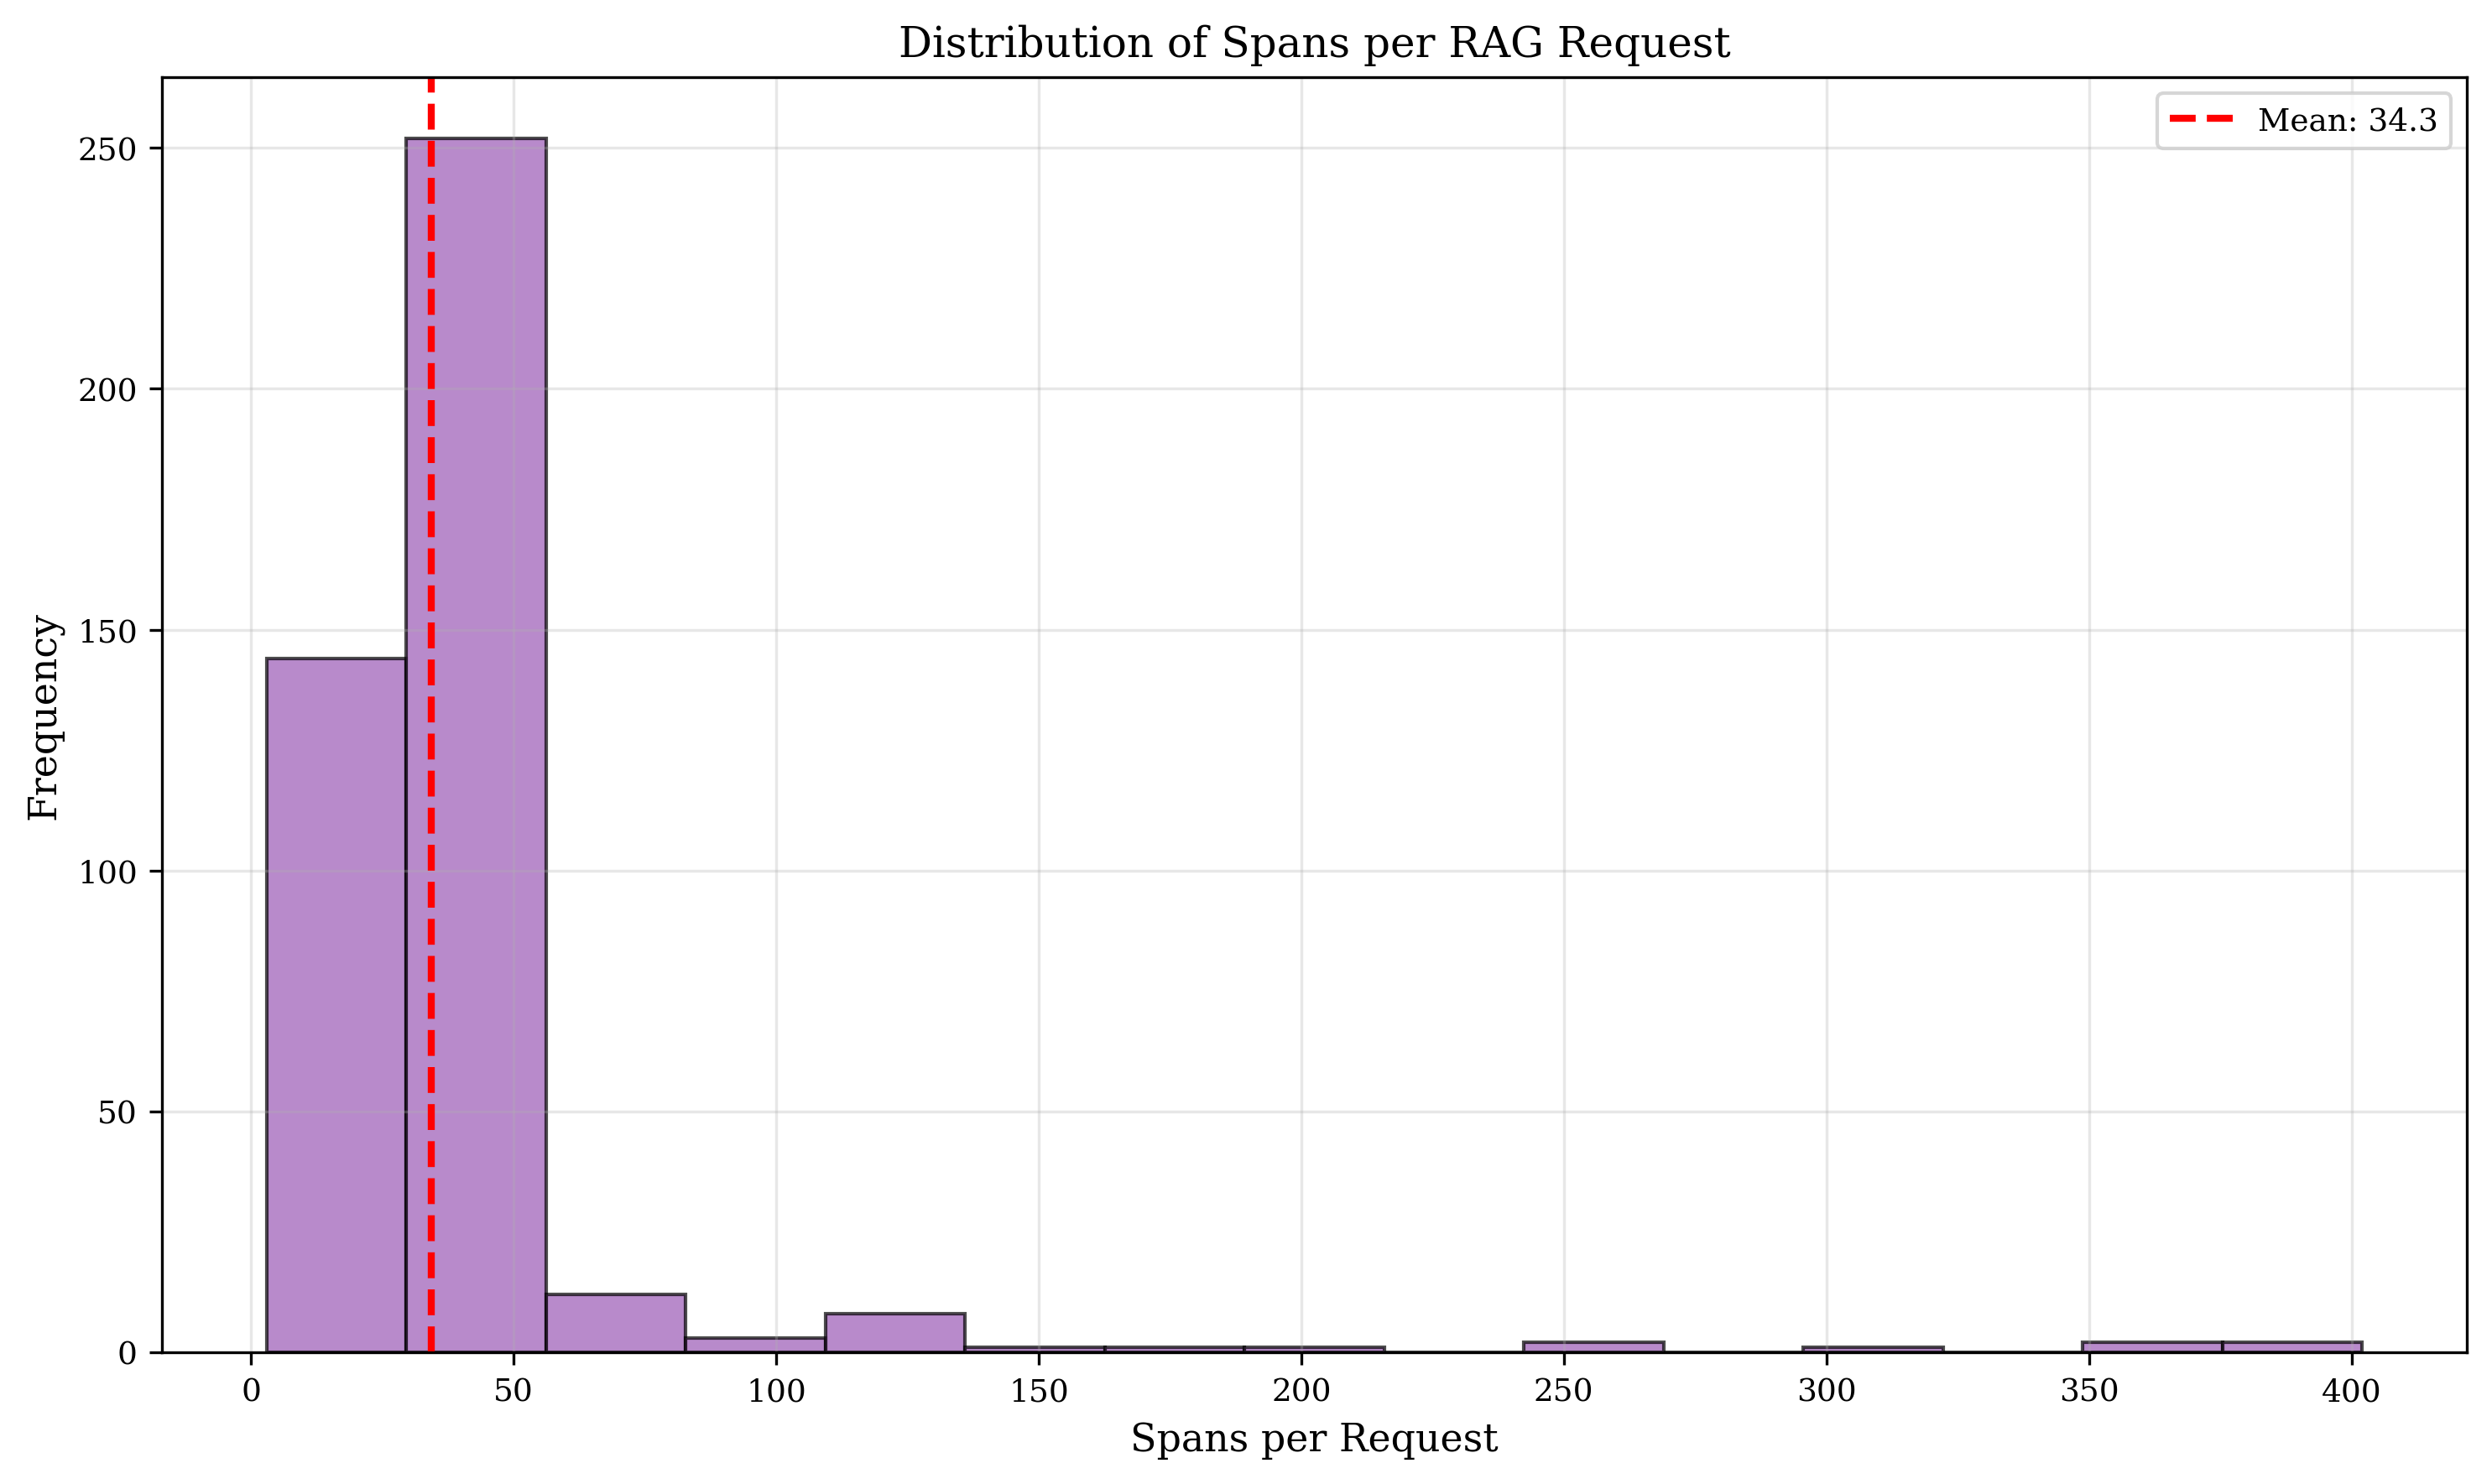 Distribution of Spans per RAG Request
Mean: 34.3
Frequency
250
200
150
100
50
0
0 50 100 150 200 250 300 350 400
Spans per Request